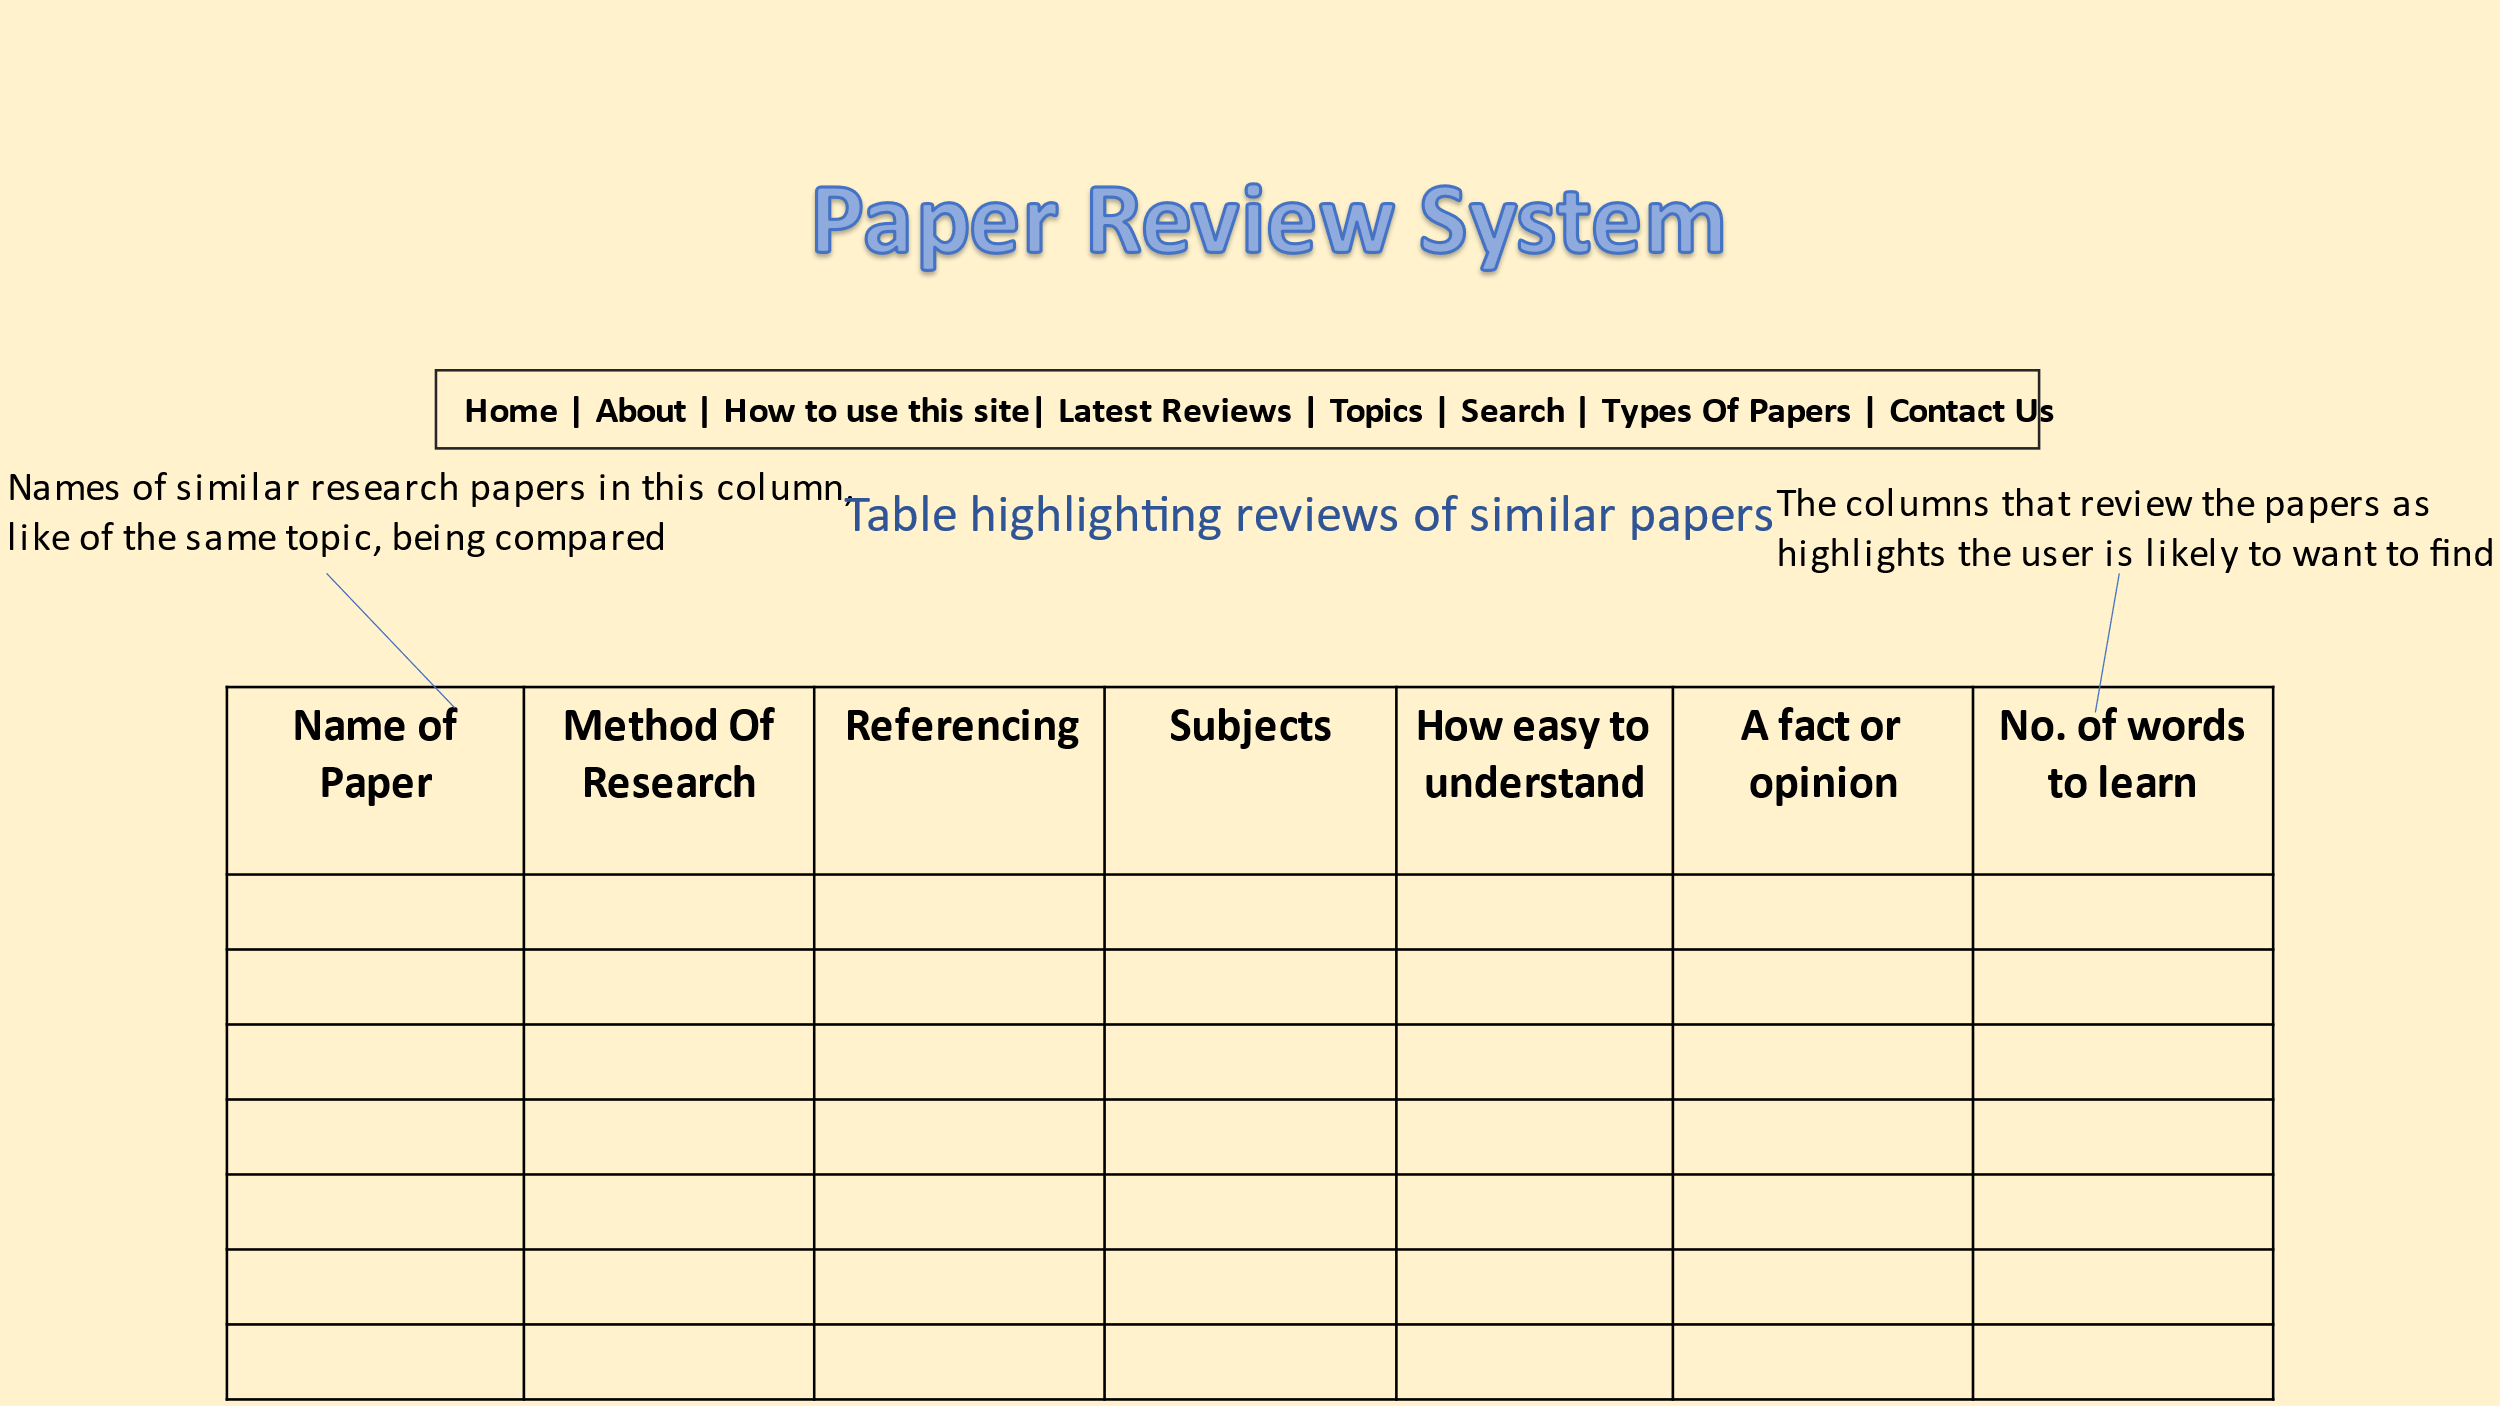 Paper Review System
Home | About | How to use this site| Latest Reviews | Topics | Search | Types Of Papers | Contact Us
Names of similar research papers in this column,
like of the same topic, being compared
Table highlighting reviews of similar papers
The columns that review the papers as
highlights the user is likely to want to find
Name of
Paper
Method Of
Research
Referencing
Subjects
How easy to
understand
A fact or
opinion
No. of words
to learn